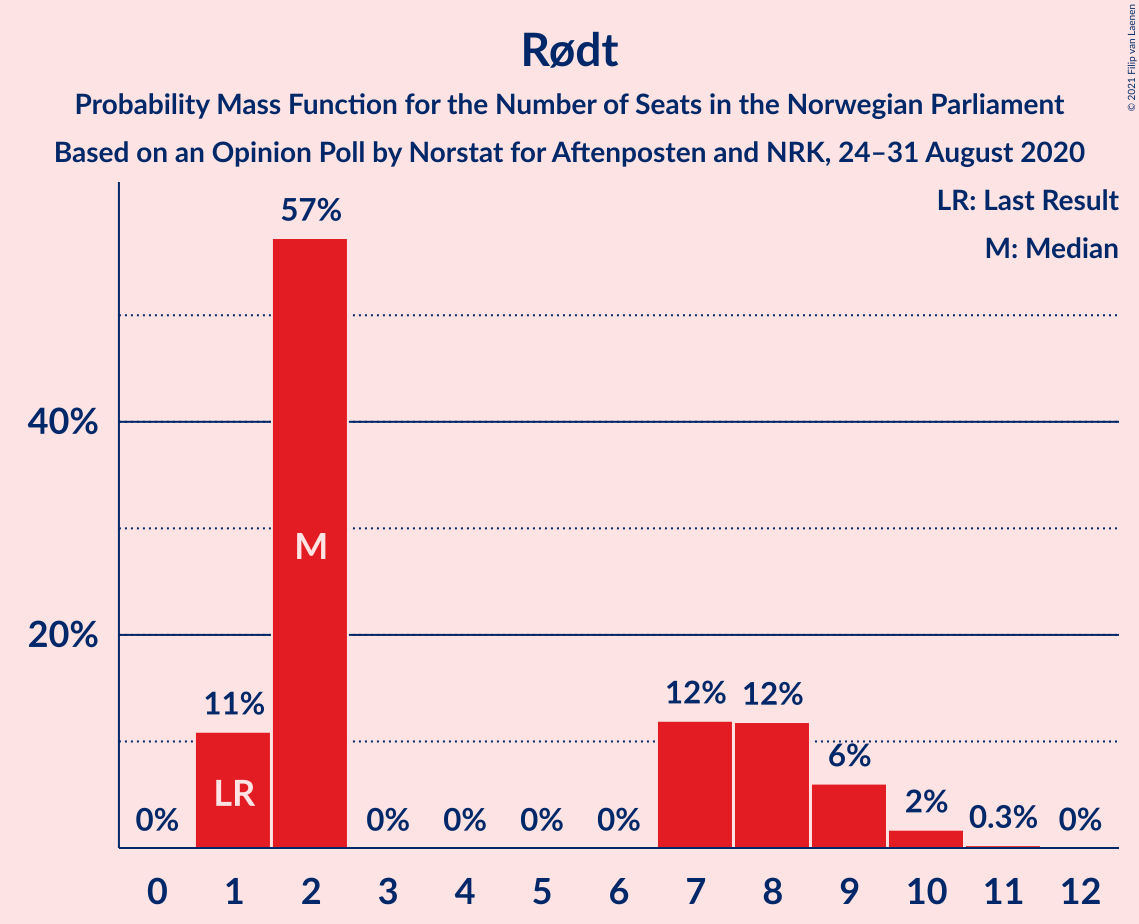 Rødt
Probability Mass Function for the Number of Seats in the Norwegian Parliament
Based on an Opinion Poll by Norstat for Aftenposten and NRK, 24–31 August 2020
© 2021 Filip van Laenen
LR: Last Result
M: Median
57%
40%
M
20%
11%
12%
12%
6%
LR
0%
0%
0%
0%
0%
2%
0.3%
0%
0 1 2 3 4 5 6 7 8 9 10 11 12